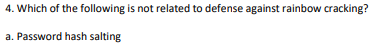 4. Which of the following is not related to defense against rainbow cracking?
a. Password hash salting